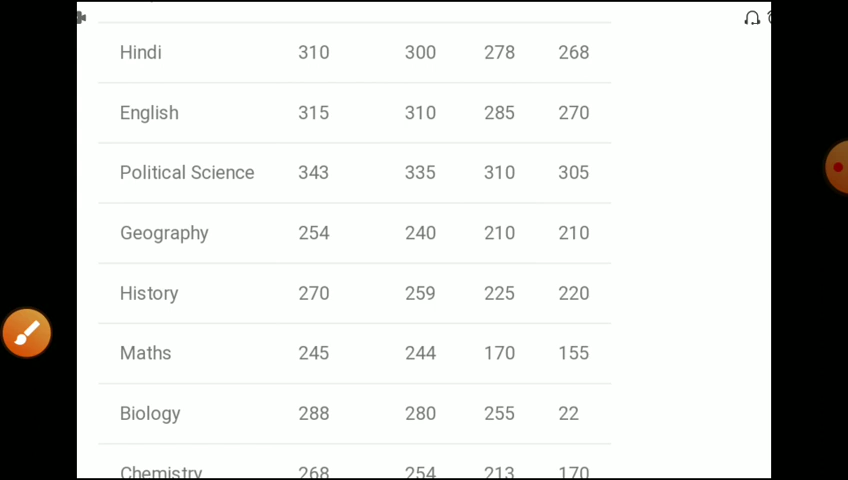 Hindi 310 300 278 268
English 315 310 285 270
Political Science 343 335 310 305
Geography 254 240 210 210
History 270 259 225 220
Maths 245 244 170 155
Biology 288 280 255 22
Chemistry 268 254 213 170